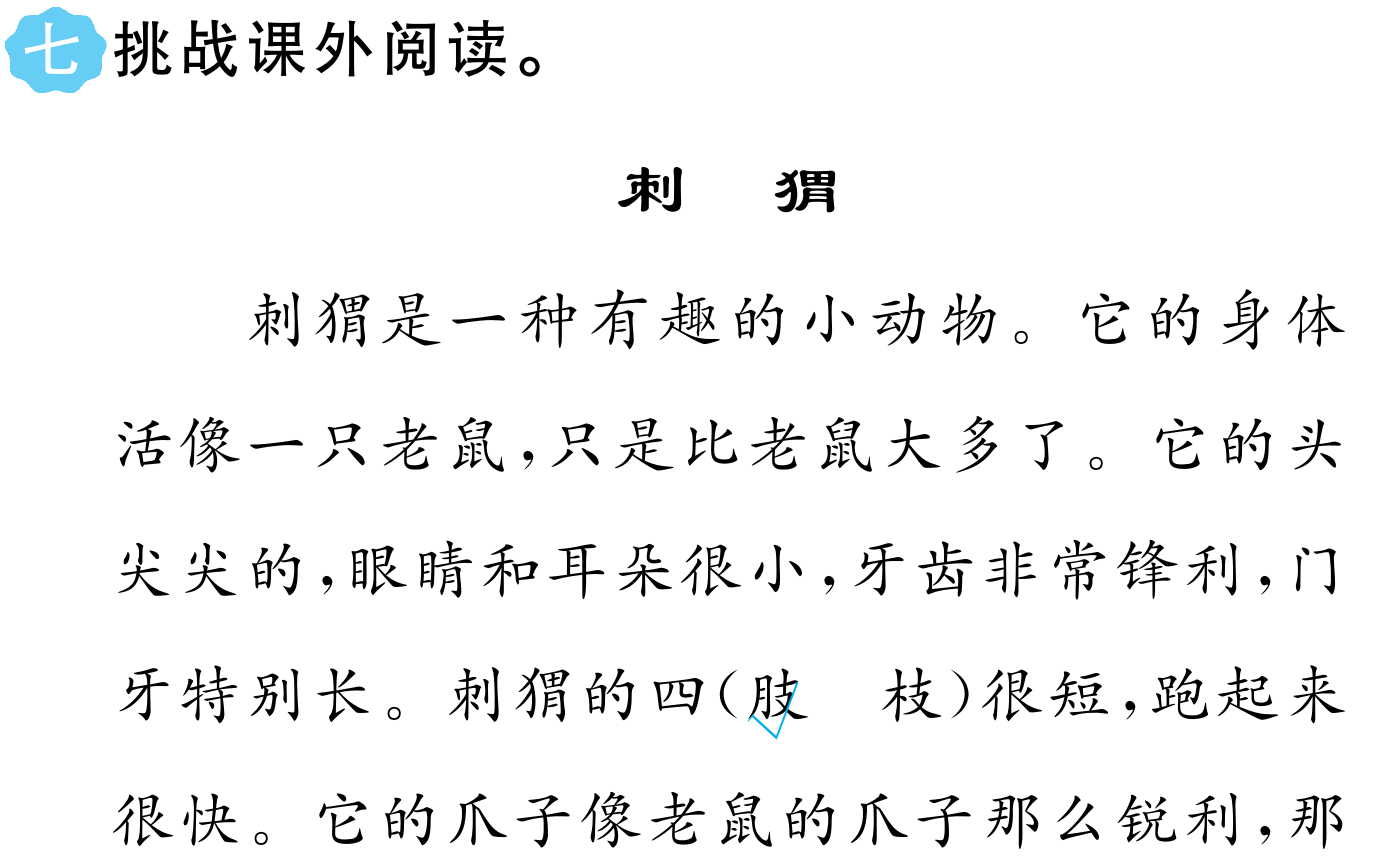 七 挑战课外阅读。
刺 猬
刺猬是一种有趣的小动物。它的身体
活像一只老鼠,只是比老鼠大多了。它的头
尖尖的,眼睛和耳朵很小,牙齿非常锋利,门
牙特别长。刺猬的四(肢 枝)很短,跑起来
很快。它的爪子像老鼠的爪子那么锐利,那